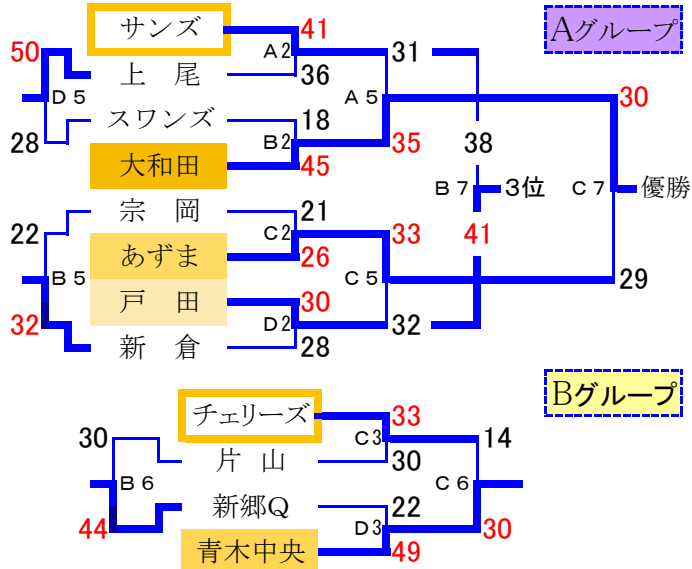 Aグループ
サンズ 41
50 A2 31
上 尾 36
D5 A5
スワンズ 18 30
28 B2 35 38
大和田 45
B7 3位 C7 優勝
宗 岡 21
22 C2 33 41
あずま 26
B5 C5 29
戸 田 30
32 D2 32
新 倉 28
Bグループ
チェリーズ 33
30 C3 14
片 山 30
B6 C6
新郷Q 22
44 D3 30
青木中央 49